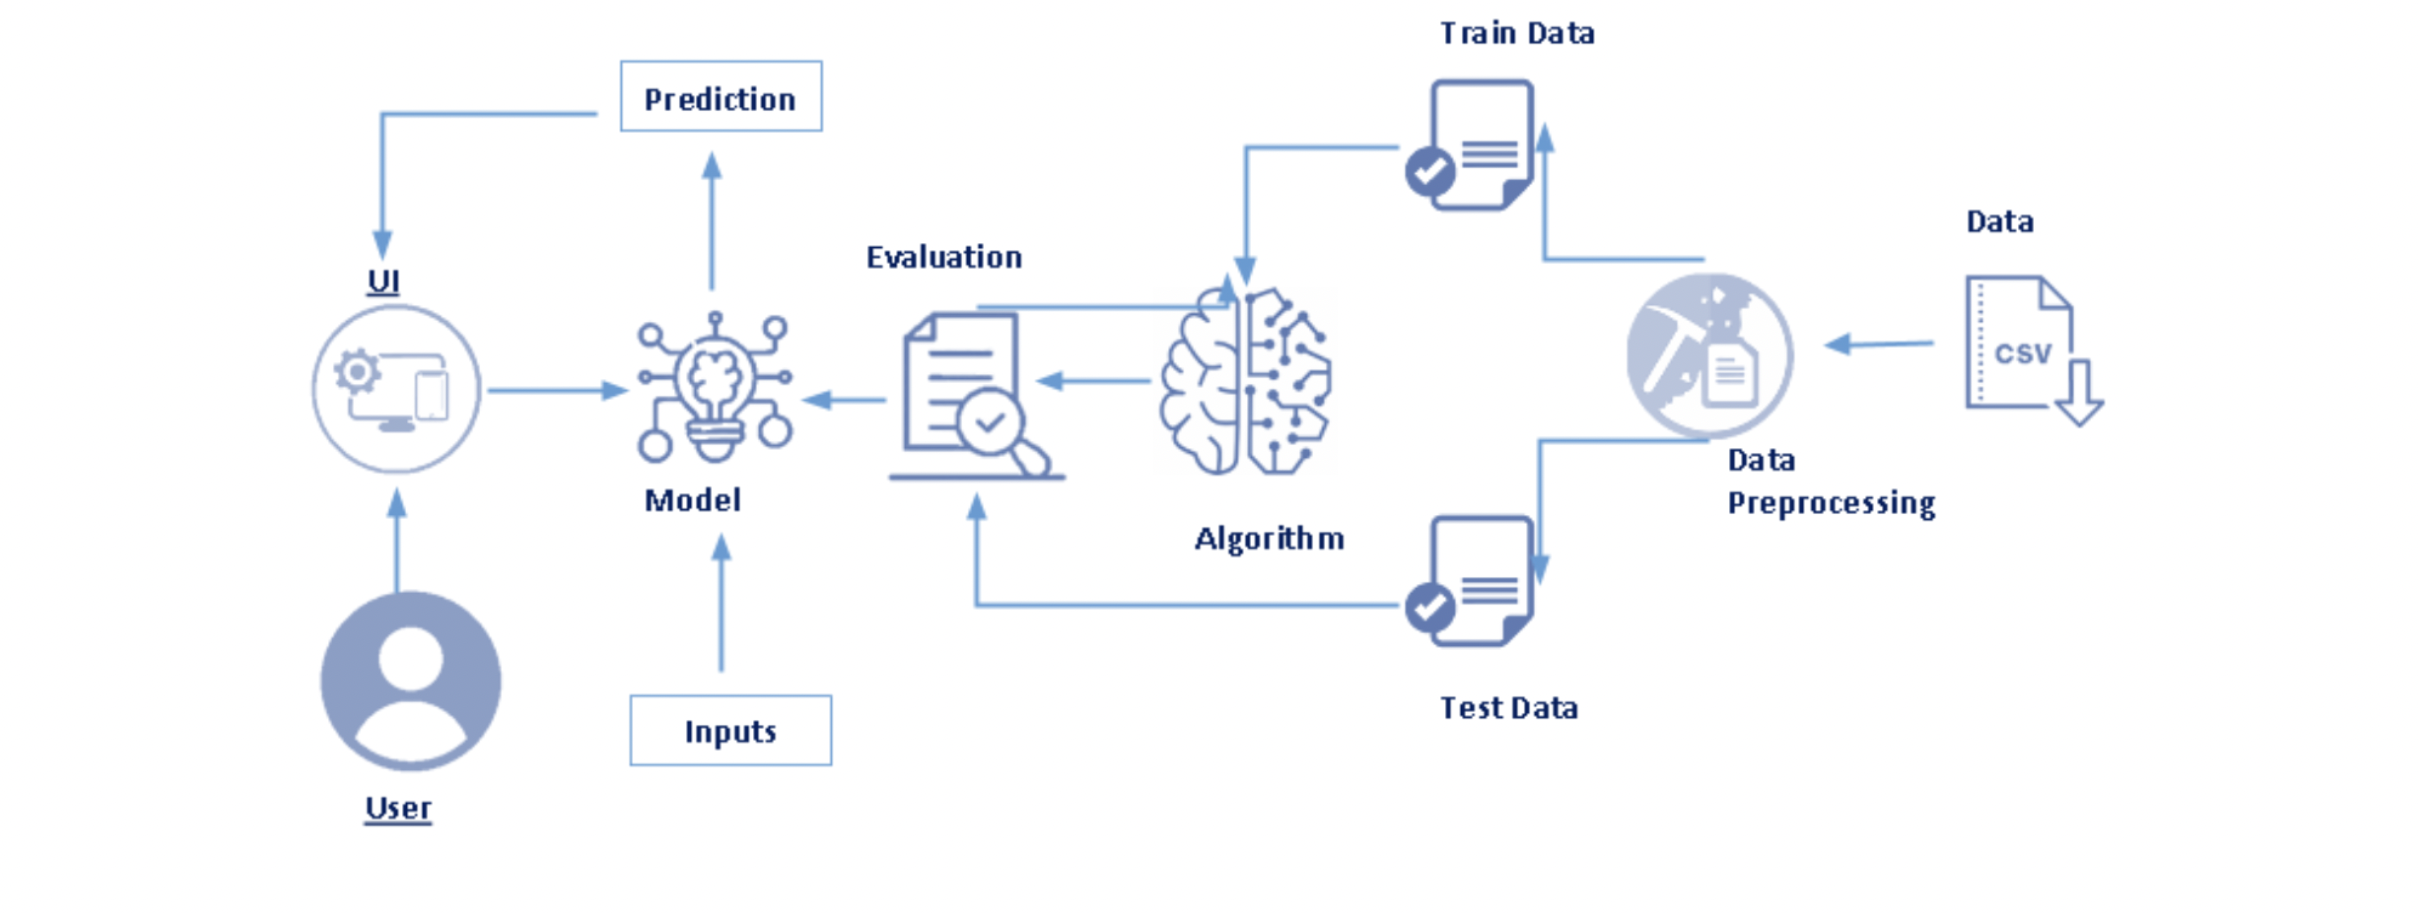 Train Data
Prediction
Data
Evaluation
UI
CSV
Data
Preprocessing
Model
Algorithm
Test Data
Inputs
User